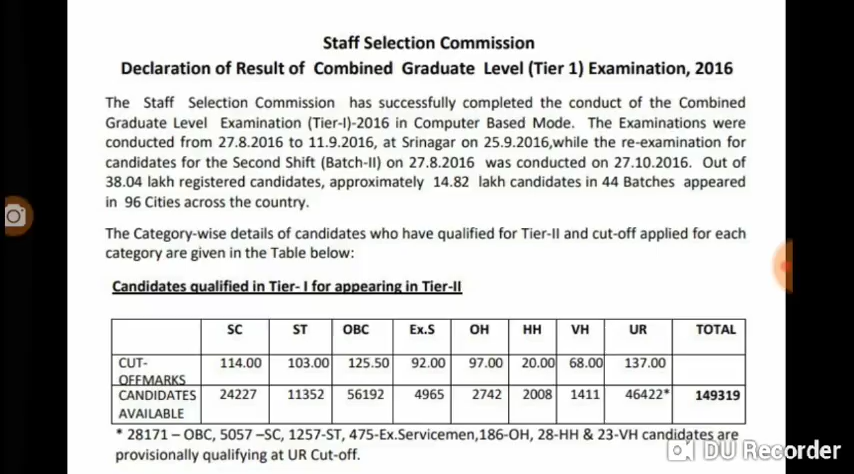 Staff Selection Commission
Declaration of Result of Combined Graduate Level (Tier 1) Examination, 2016
The Staff Selection Commission has successfully completed the conduct of the Combined
Graduate Level Examination (Tier-I)-2016 in Computer Based Mode. The Examinations were
conducted from 27.8.2016 to 11.9.2016, at Srinagar on 25.9.2016,while the re-examination for
candidates for the Second Shift (Batch-II) on 27.8.2016 was conducted on 27.10.2016. Out of
38.04 lakh registered candidates, approximately 14.82 lakh candidates in 44 Batches appeared
in 96 Cities across the country.
The Category-wise details of candidates who have qualified for Tier-II and cut-off applied for each
category are given in the Table below:
Candidates qualified in Tier- I for appearing in Tier-II
SC ST OBC Ex.S OH HH VH UR TOTAL
CUT- 114.00 103.00 125.50 92.00 97.00 20.00 68.00 137.00
OFFMARKS
CANDIDATES 24227 11352 56192 4965 2742 2008 1411 46422* 149319
AVAILABLE
* 28171 – OBC, 5057 –SC, 1257-ST, 475-Ex.Servicemen,186-OH, 28-HH & 23-VH candidates are
provisionally qualifying at UR Cut-off.
DU Recorder